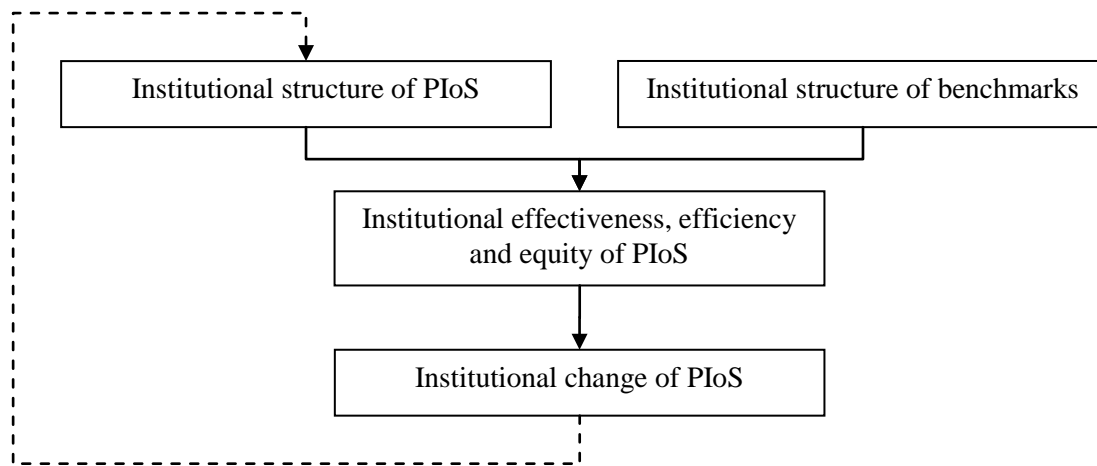 Institutional structure of PIoS
Institutional structure of benchmarks
Institutional effectiveness, efficiency
and equity of PIoS
Institutional change of PIoS